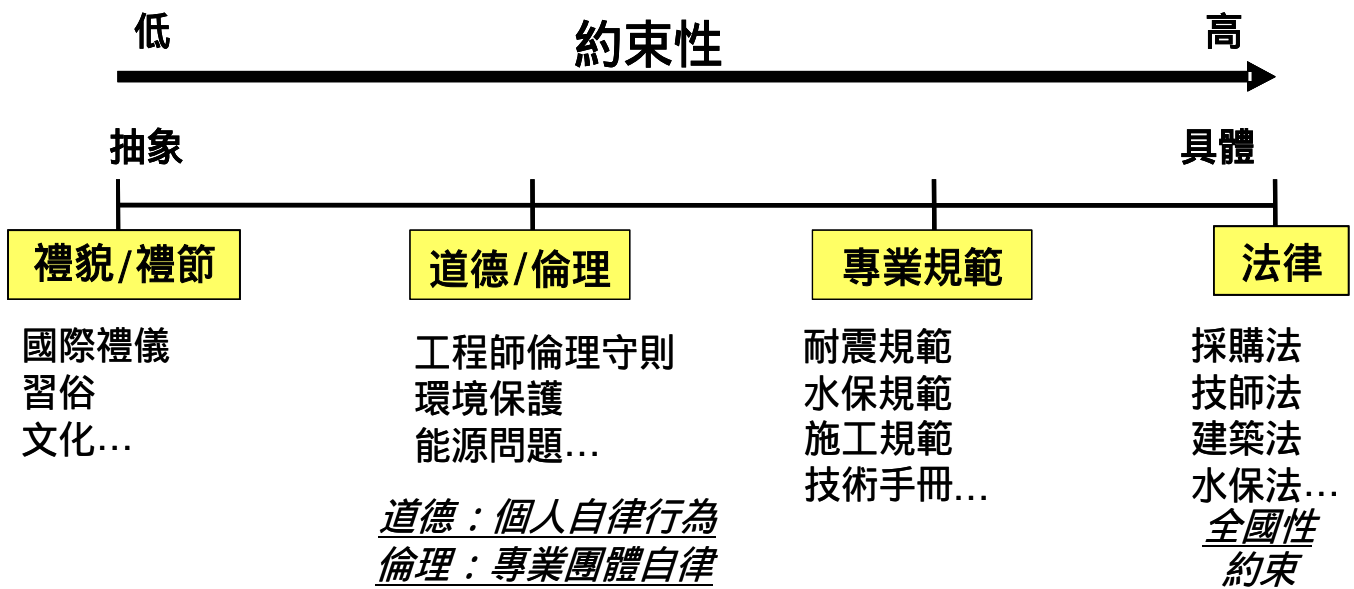 低
約束性
高
抽象
具體
禮貌/禮節
道德/倫理
專業規範
法律
國際禮儀
習俗
文化…
工程師倫理守則
環境保護
能源問題…
道德：個人自律行為
倫理：專業團體自律
耐震規範
水保規範
施工規範
技術手冊…
採購法
技師法
建築法
水保法…
全國性
約束